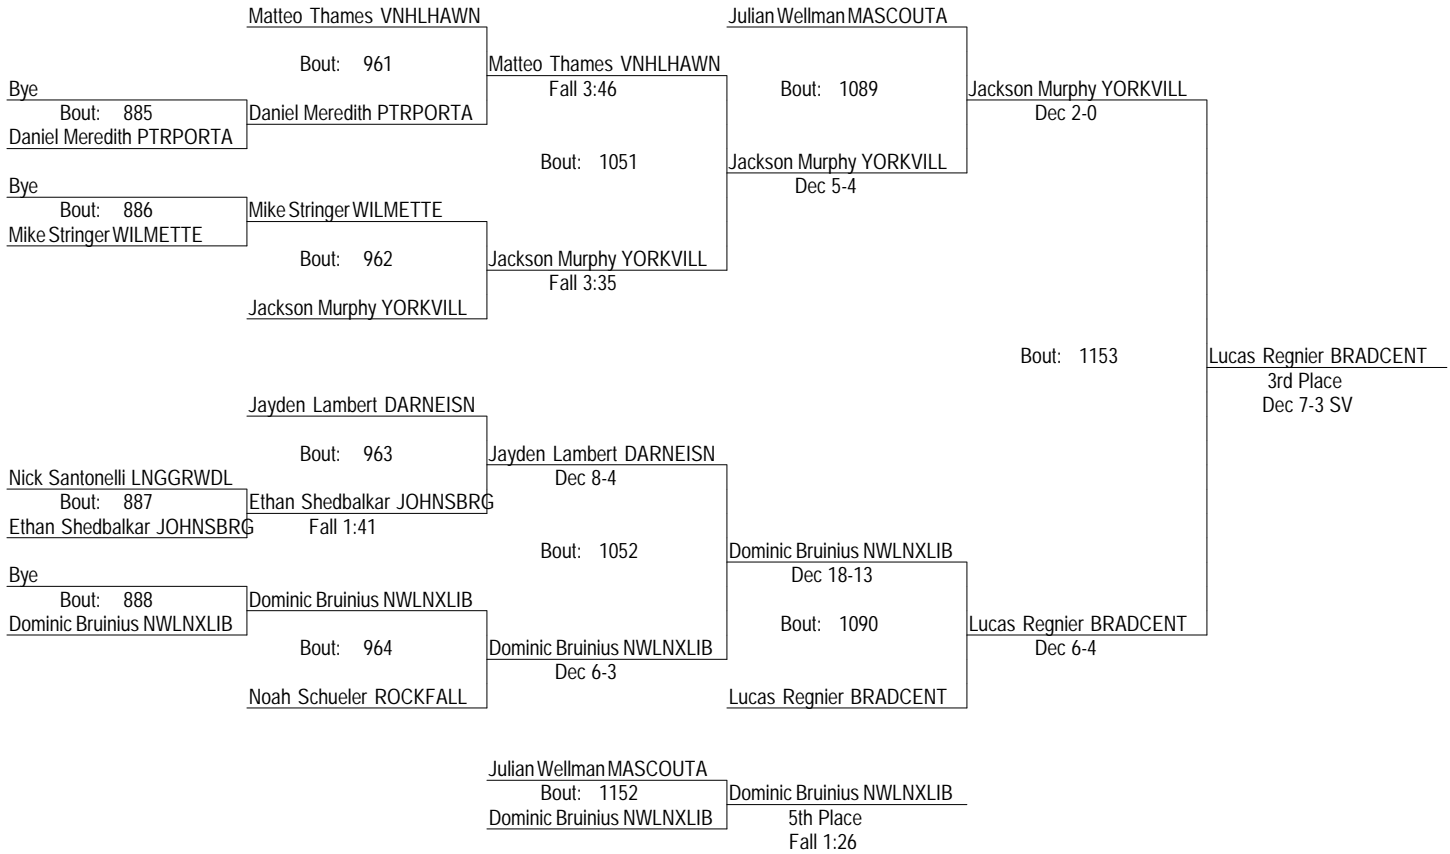 Matteo Thames VNHLHAWN
Julian Wellman MASCOUTA
Bout: 961
Matteo Thames VNHLHAWN
Fall 3:46
Bye
Bout: 885
Daniel Meredith PTRPORTA
Daniel Meredith PTRPORTA
Bout: 1089
Jackson Murphy YORKVILL
Dec 2-0
Bout: 1051
Jackson Murphy YORKVILL
Dec 5-4
Bye
Bout: 886
Mike Stringer WILMETTE
Mike Stringer WILMETTE
Bout: 962
Jackson Murphy YORKVILL
Fall 3:35
Jackson Murphy YORKVILL
Bout: 1153
Lucas Regnier BRADCENT
3rd Place
Dec 7-3 SV
Jayden Lambert DARNEISN
Bout: 963
Jayden Lambert DARNEISN
Dec 8-4
Nick Santonelli LNGGRWDL
Bout: 887
Ethan Shedbalkar JOHNSBRG
Ethan Shedbalkar JOHNSBRG
Fall 1:41
Bout: 1052
Dominic Bruinius NWLNXLIB
Dec 18-13
Bye
Bout: 888
Dominic Bruinius NWLNXLIB
Dominic Bruinius NWLNXLIB
Bout: 964
Dominic Bruinius NWLNXLIB
Dec 6-3
Noah Schueler ROCKFALL
Bout: 1090
Lucas Regnier BRADCENT
Dec 6-4
Lucas Regnier BRADCENT
Julian Wellman MASCOUTA
Bout: 1152
Dominic Bruinius NWLNXLIB
Dominic Bruinius NWLNXLIB
5th Place
Fall 1:26